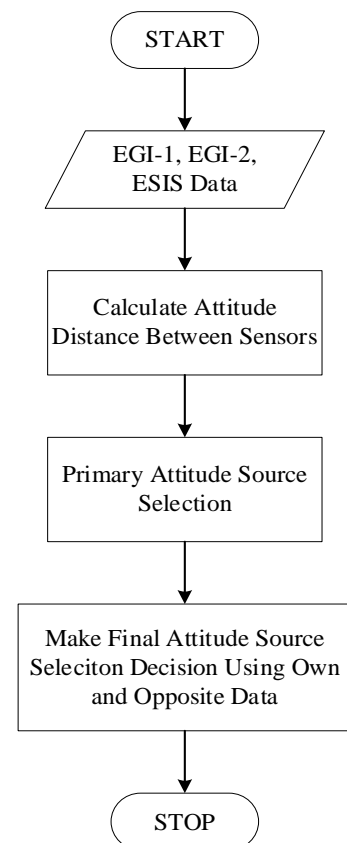 START
EGI-1, EGI-2,
ESIS Data
Calculate Attitude
Distance Between Sensors
Primary Attitude Source
Selection
Make Final Attitude Source
Seleciton Decision Using Own
and Opposite Data
STOP